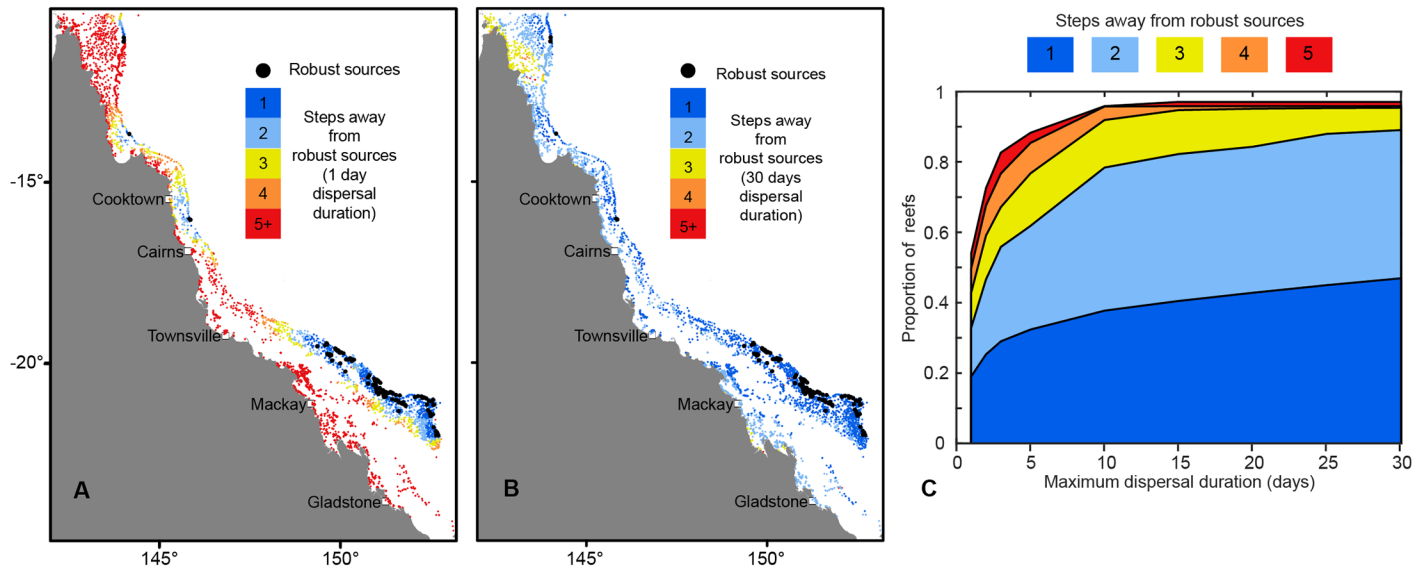 Robust sources
1
2
3
4
5+
Steps away
from
robust sources
(1 day
dispersal
duration)
-15°
-20°
Cooktown
Cairns
Townsville
Mackay
Gladstone
A
145°
150°
Robust sources
1
2
3
4
5+
Steps away
from
robust sources
(30 days
dispersal
duration)
Cooktown
Cairns
Townsville
Mackay
Gladstone
B
145°
150°
Steps away from robust sources
1 2 3 4 5
Proportion of reefs
1
0.8
0.6
0.4
0.2
0
0 5 10 15 20 25 30
Maximum dispersal duration (days)
C